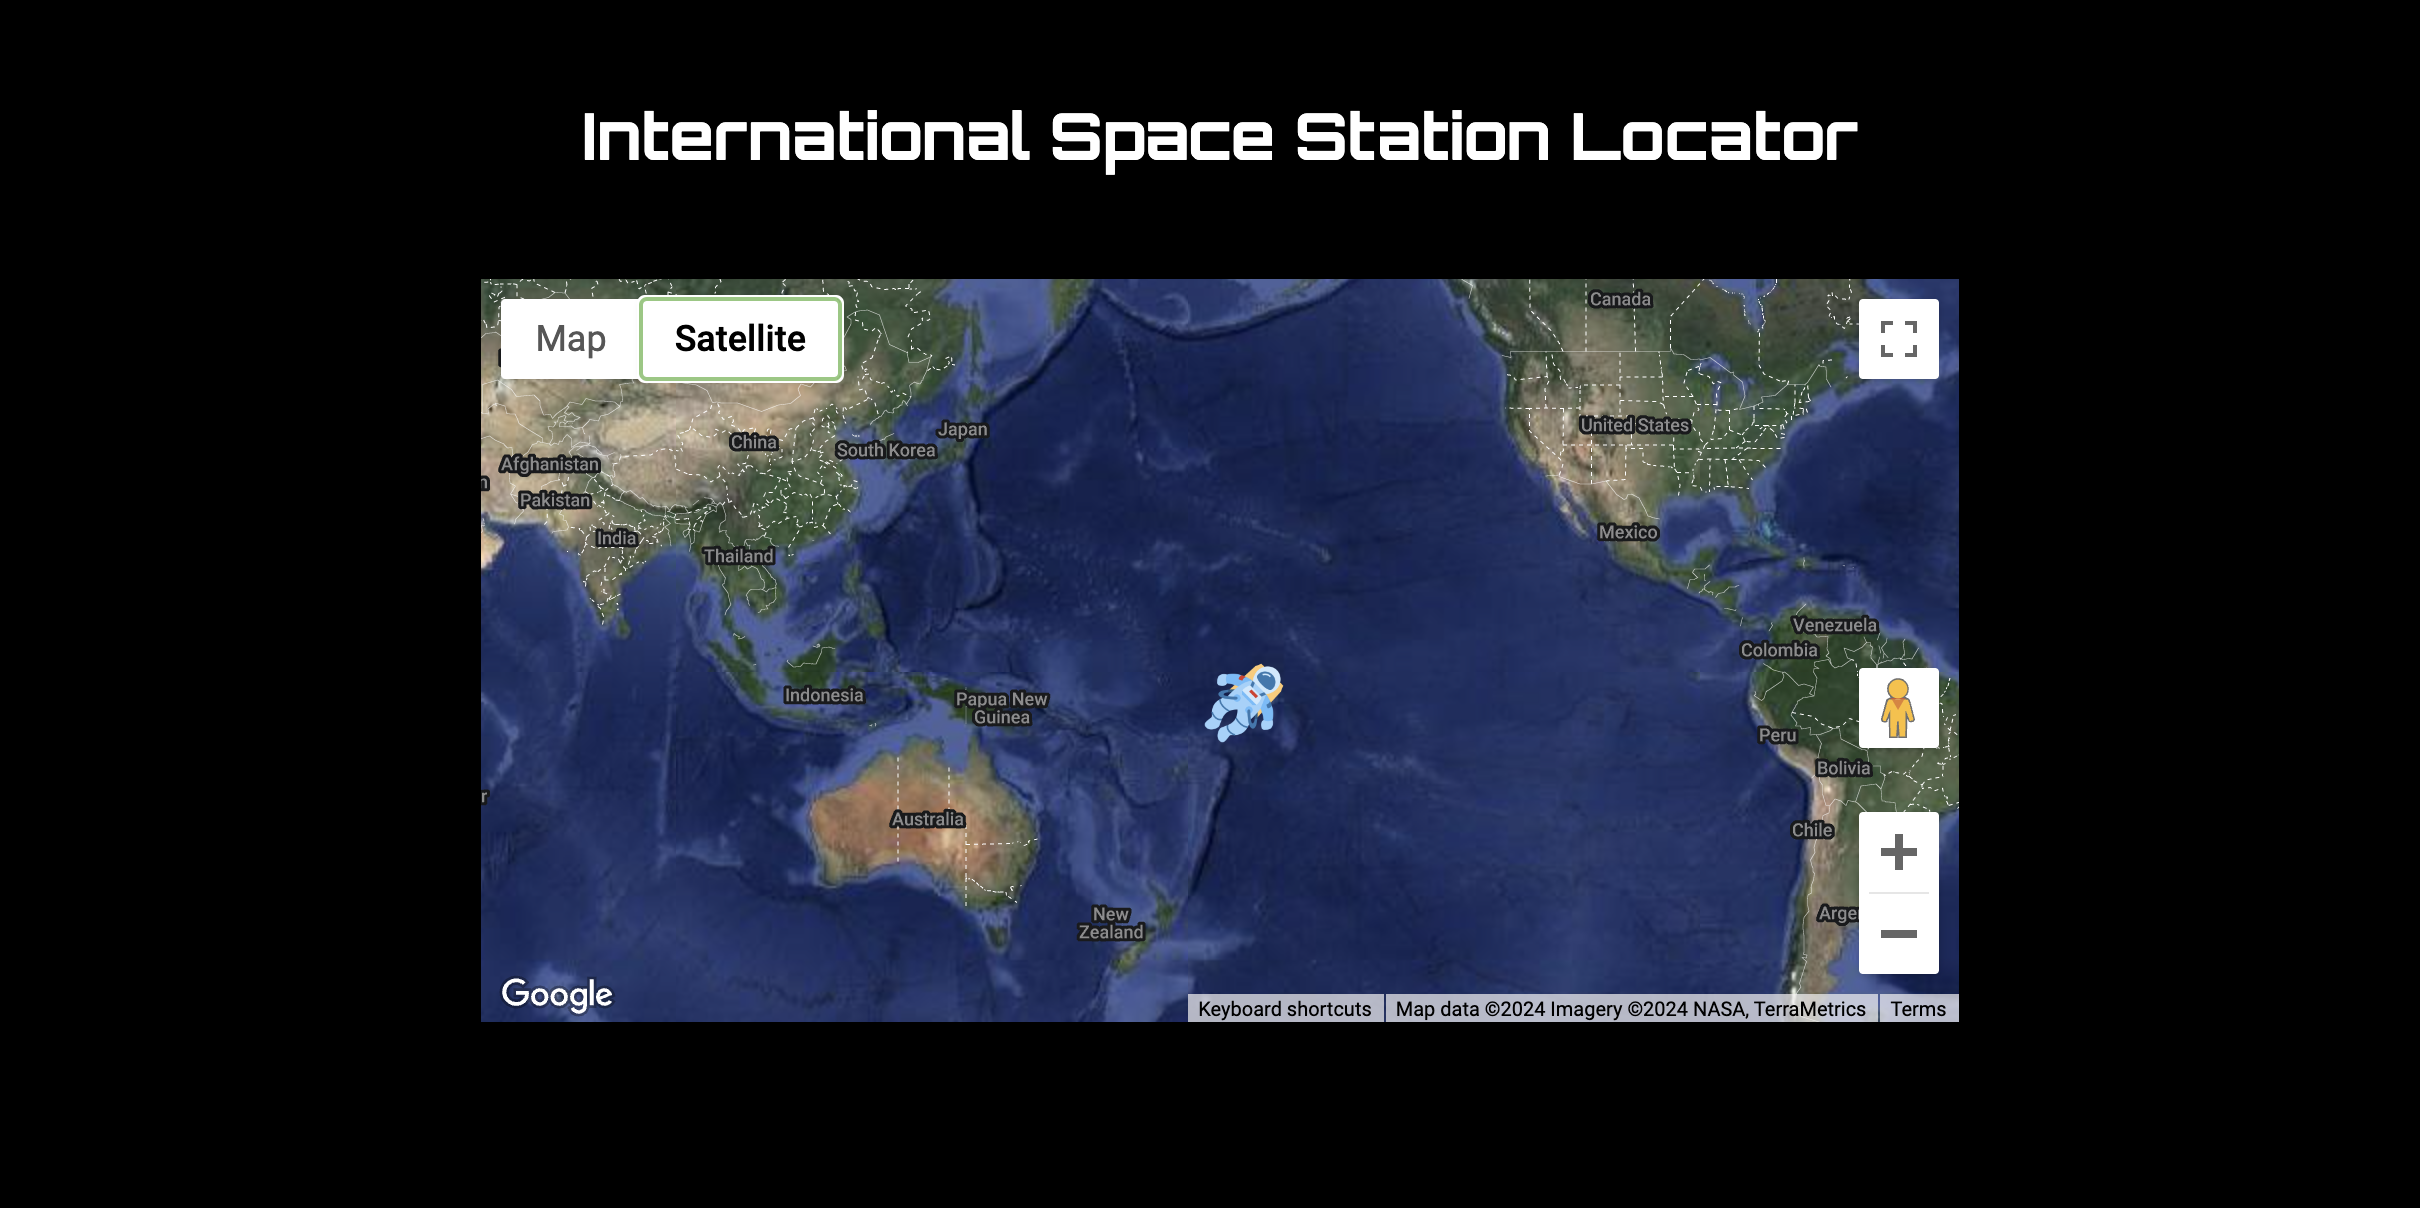 International Space Station Locator
Map
Satellite
Canada
United States
Japan
China
South Korea
Afghanistan
Pakistan
Mexico
India
Thailand
Venezuela
Colombia
Indonesia
Papua New
Guinea
Peru
Bolivia
Australia
Chile
New
Zealand
Google
Keyboard shortcuts
Map data ©2024 Imagery ©2024 NASA, TerraMetrics
Terms